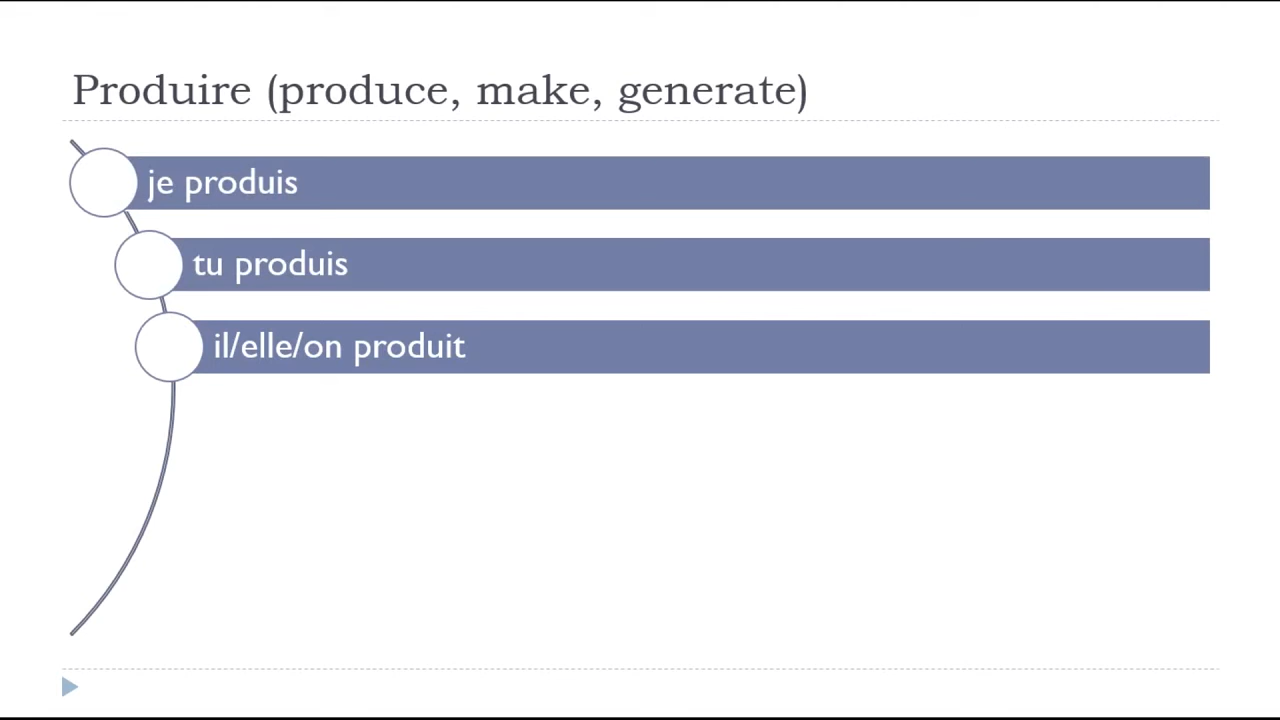 Produire (produce, make, generate)
je produis
tu produis
il/elle/on produit